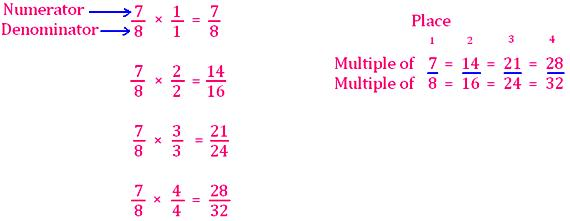 Numerator 7/8 × 1/1 = 7/8
Denominator
7/8 × 2/2 = 14/16
7/8 × 3/3 = 21/24
7/8 × 4/4 = 28/32
Place
1 2 3 4
Multiple of 7 = 14 = 21 = 28
Multiple of 8 = 16 = 24 = 32